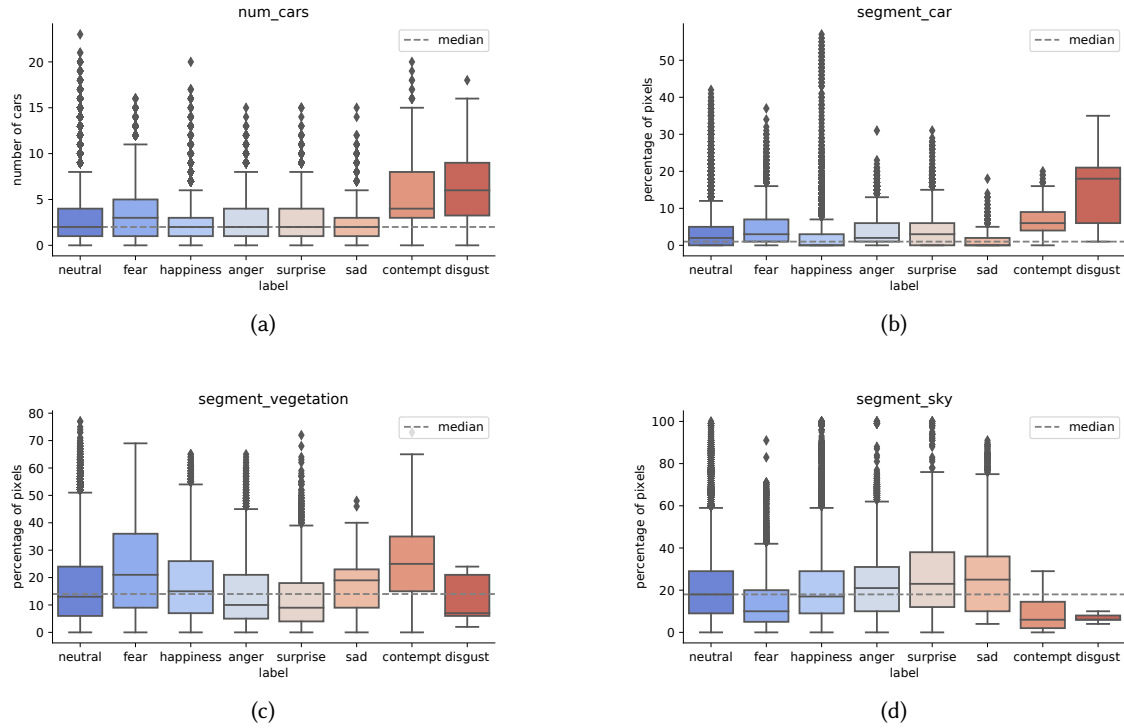 num_cars
median
number of cars
20
15
10
5
0
neutral fear happiness anger surprise sad contempt disgust
label
(a)
segment_car
median
percentage of pixels
50
40
30
20
10
0
neutral fear happiness anger surprise sad contempt disgust
label
(b)
segment_vegetation
median
percentage of pixels
80
70
60
50
40
30
20
10
0
neutral fear happiness anger surprise sad contempt disgust
label
(c)
segment_sky
median
percentage of pixels
100
80
60
40
20
0
neutral fear happiness anger surprise sad contempt disgust
label
(d)